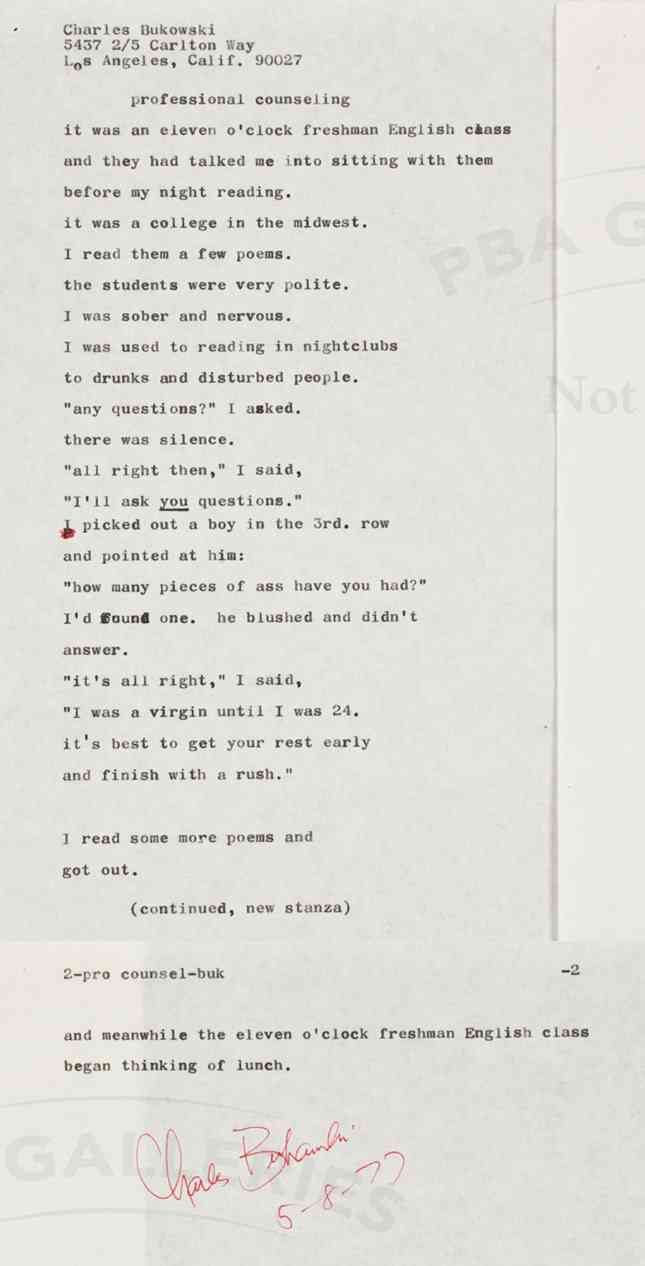 Charles Bukowski
5437 2/5 Carlton Way
Los Angeles, Calif. 90027
professional counseling
it was an eleven o'clock freshman English class
and they had talked me into sitting with them
before my night reading.
it was a college in the midwest.
I read them a few poems.
the students were very polite.
I was sober and nervous.
I was used to reading in nightclubs
to drunks and disturbed people.
"any questions?" I asked.
there was silence.
"all right then," I said,
"I'll ask you questions."
I picked out a boy in the 3rd. row
and pointed at him:
"how many pieces of ass have you had?"
I'd found one. he blushed and didn't
answer.
"it's all right," I said,
"I was a virgin until I was 24.
it's best to get your rest early
and finish with a rush."
I read some more poems and
got out.
(continued, new stanza)
2-pro counsel-buk -2
and meanwhile the eleven o'clock freshman English class
began thinking of lunch.
Charles Bukowski
5-8-77
PBA G
Not
GALLERIES